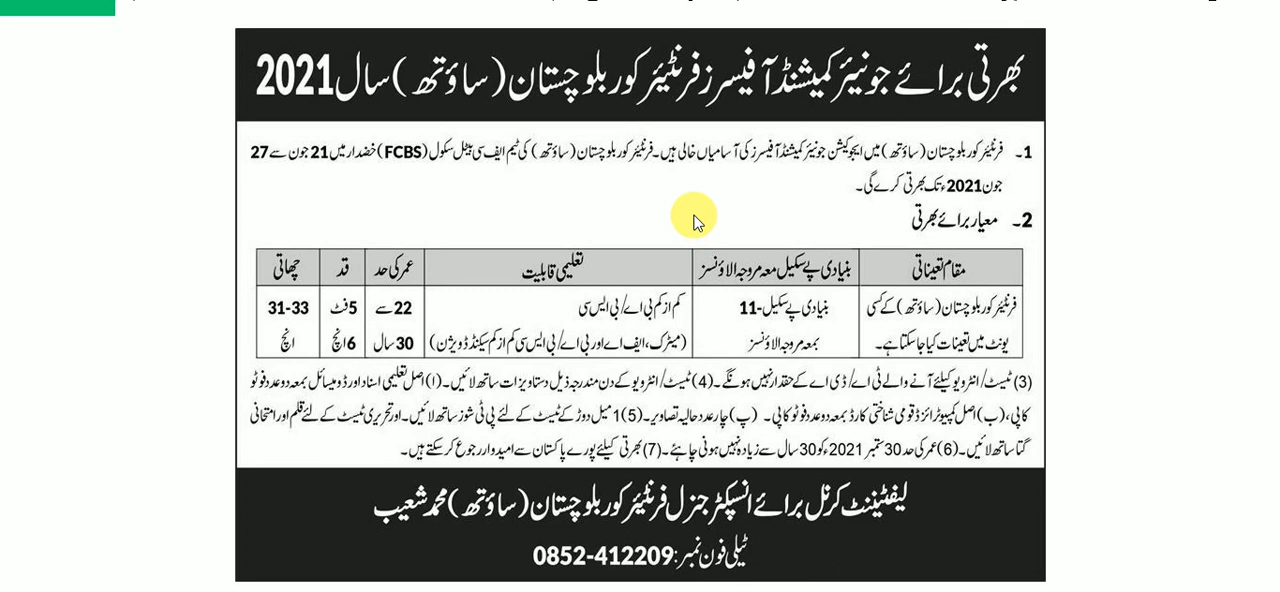 بھرتی برائے جونیئر کمیشنڈ آفیسرز فرنٹیئر کور بلوچستان (ساؤتھ) سال 2021
1۔ فرنٹیئر کور بلوچستان (ساؤتھ) میں ایجوکیشن جونیئر کمیشنڈ آفیسرز کی آسامیاں خالی ہیں۔ فرنٹیئر کور بلوچستان (ساؤتھ) کی ٹیم ایف سی بیٹل سکول (FCBS) خضدار میں 21 جون سے 27
جون 2021ء تک بھرتی کرے گی۔
2۔ معیار برائے بھرتی
مقام تعیناتی بنیادی پے سکیل معہ مروجہ الاؤنسز تعلیمی قابلیت عمر کی حد قد چھاتی
فرنٹیئر کور بلوچستان (ساؤتھ) کے کسی بنیادی پے سکیل-11 کم از کم بی اے/ بی ایس سی 22 سے 5 فٹ 31-33
یونٹ میں تعینات کیا جا سکتا ہے۔ بمعہ مروجہ الاؤنسز (میٹرک، ایف اے اور بی اے/ بی ایس سی کم از کم سیکنڈ ڈویژن) 30 سال 6 انچ انچ
(3) ٹیسٹ/ انٹرویو کیلئے آنے والے ٹی اے/ ڈی اے کے حقدار نہیں ہونگے۔ (4) ٹیسٹ/ انٹرویو کے دن مندرجہ ذیل دستاویزات ساتھ لائیں۔ (ا) اصل تعلیمی اسناد اور ڈومیسائل بمعہ دو عدد فوٹو
کاپی، (ب) اصل کمپیوٹرائزڈ قومی شناختی کارڈ بمعہ دو عدد فوٹو کاپی۔ (پ) چار عدد حالیہ تصاویر۔ (5) 1 میل دوڑ کے ٹیسٹ کے لئے پی ٹی شوز ساتھ لائیں۔ اور تحریری ٹیسٹ کے لئے قلم اور امتحانی
گتا ساتھ لائیں۔ (6) عمر کی حد 30 ستمبر 2021ء کو 30 سال سے زیادہ نہیں ہونی چاہئے۔ (7) بھرتی کیلئے پورے پاکستان سے امیدوار رجوع کر سکتے ہیں۔
لیفٹیننٹ کرنل برائے انسپکٹر جنرل فرنٹیئر کور بلوچستان (ساؤتھ) محمد شعیب
ٹیلی فون نمبر: 0852-412209